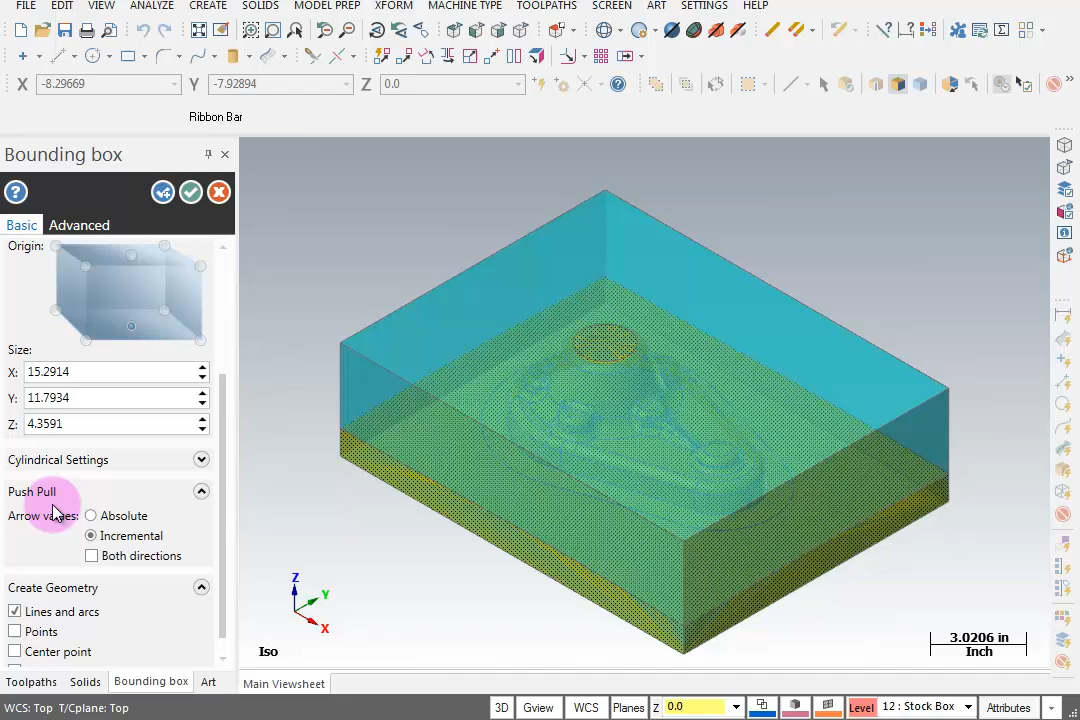 FILE EDIT VIEW ANALYZE CREATE SOLIDS MODEL PREP XFORM MACHINE TYPE TOOLPATHS SCREEN ART SETTINGS HELP
X -8.29669 Y -7.92894 Z 0.0
Ribbon Bar
Bounding box
Basic Advanced
Origin:
Size:
X: 15.2914
Y: 11.7934
Z: 4.3591
Cylindrical Settings
Push Pull
Arrow values: Absolute
Incremental
Both directions
Create Geometry
Lines and arcs
Points
Center point
Z
Y
X
Iso
3.0206 in
Inch
Toolpaths Solids Bounding box Art
Main Viewsheet
WCS: Top T/Cplane: Top 3D Gview WCS Planes Z 0.0 Level 12 : Stock Box Attributes